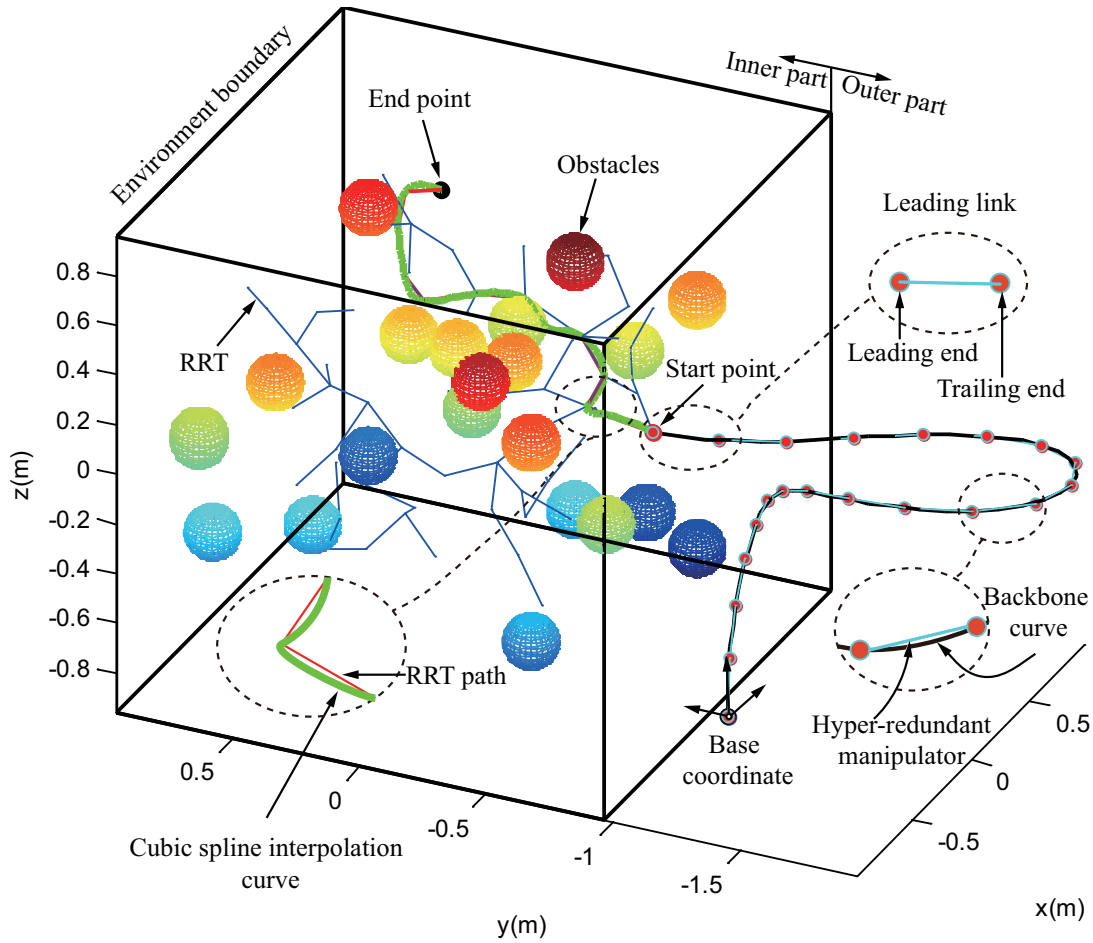 Environment boundary
Inner part
Outer part
End point
Obstacles
Leading link
Leading end
Trailing end
RRT
Start point
0.8
0.6
0.4
0.2
0
-0.2
-0.4
-0.6
-0.8
z(m)
RRT path
Backbone
curve
Hyper-redundant
manipulator
Base
coordinate
Cubic spline interpolation
curve
0.5
0
-0.5
-1
-1.5
y(m)
0.5
0
-0.5
x(m)